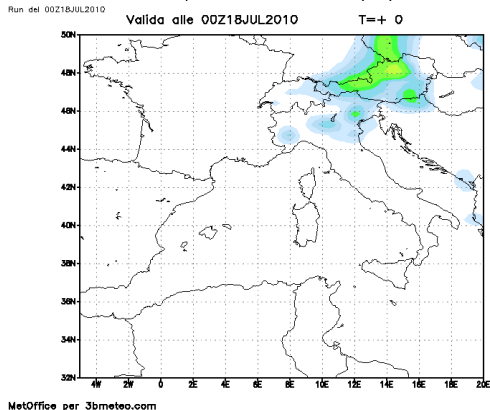 Run del 00Z18JUL2010
Valida alle 00Z18JUL2010 T=+ 0
50N
48N
46N
44N
42N
40N
38N
36N
34N
32N
4W 2W 0 2E 4E 6E 8E 10E 12E 14E 16E 18E 20E
MetOffice per 3bmeteo.com